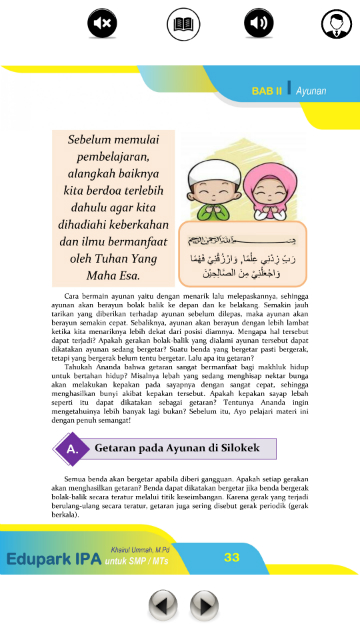 BAB II Ayunan
Sebelum memulai
pembelajaran,
alangkah baiknya
kita berdoa terlebih
dahulu agar kita
dihadiahi keberkahan
dan ilmu bermanfaat
oleh Tuhan Yang
Maha Esa.
رَبِّ زِدْنِي عِلْمًا، وَارْزُقْنِيْ فَهْمًا
وَاجْعَلْنِيْ مِنَ الصَّالِحِيْنَ
Cara bermain ayunan yaitu dengan menarik lalu melepaskannya, sehingga
ayunan akan berayun bolak balik ke depan dan ke belakang. Semakin jauh
tarikan yang diberikan terhadap ayunan sebelum dilepas, maka ayunan akan
berayun semakin cepat. Sebaliknya, ayunan akan berayun dengan lebih lambat
ketika kita menariknya lebih dekat dari posisi diamnya. Mengapa hal tersebut
dapat terjadi? Apakah gerakan bolak balik yang dialami ayunan tersebut dapat
dikatakan ayunan sedang bergetar? Suatu benda yang bergetar pasti bergerak,
tetapi yang bergerak belum tentu bergetar. Lalu apa itu getaran?
Tahukah Ananda bahwa getaran sangat bermanfaat bagi makhluk hidup
untuk bertahan hidup? Misalnya lebah yang sedang menghisap nektar bunga
akan melakukan kepakan pada sayapnya dengan sangat cepat, sehingga
menghasilkan bunyi akibat kepakan tersebut. Apakah kepakan sayap lebah
seperti itu dapat dikatakan sebagai getaran? Tentunya Ananda ingin
mengetahuinya lebih banyak lagi bukan? Sebelum itu, Ayo pelajari materi ini
dengan penuh semangat!
A. Getaran pada Ayunan di Silokek
Semua benda akan bergetar apabila diberi gangguan. Apakah setiap gerakan
akan menghasilkan getaran? Benda dapat dikatakan bergetar jika benda bergerak
bolak-balik secara teratur melalui titik keseimbangan. Karena gerak yang terjadi
berulang-ulang secara teratur, getaran juga sering disebut gerak periodik (gerak
berkala).
Khairul Ummah, M.Pd
Edupark IPA untuk SMP / MTs 33